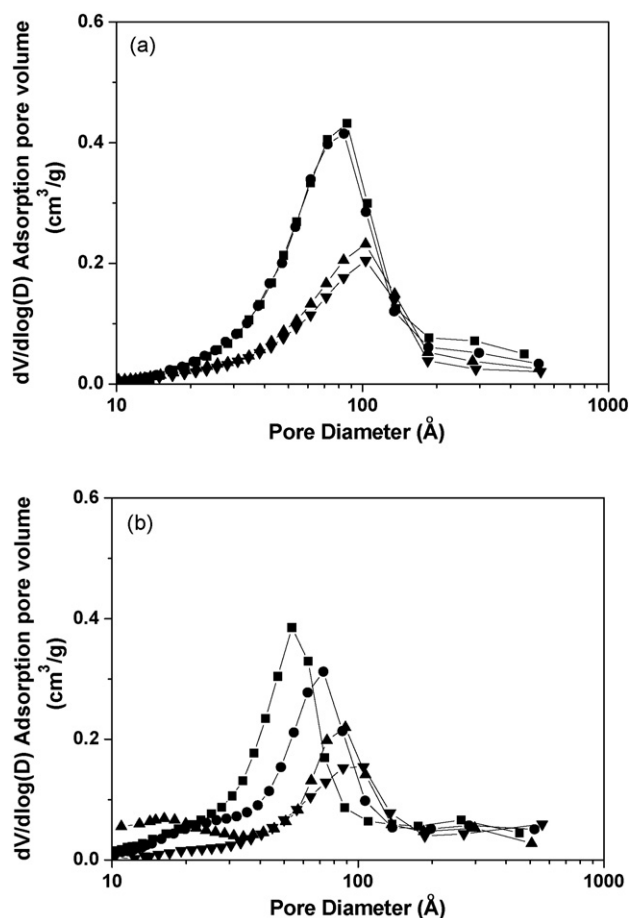 (a)
dV/dlog(D) Adsorption pore volume
(cm³/g)
0.6
0.4
0.2
0.0
10
100
1000
Pore Diameter (Å)
(b)
dV/dlog(D) Adsorption pore volume
(cm³/g)
0.6
0.4
0.2
0.0
10
100
1000
Pore Diameter (Å)